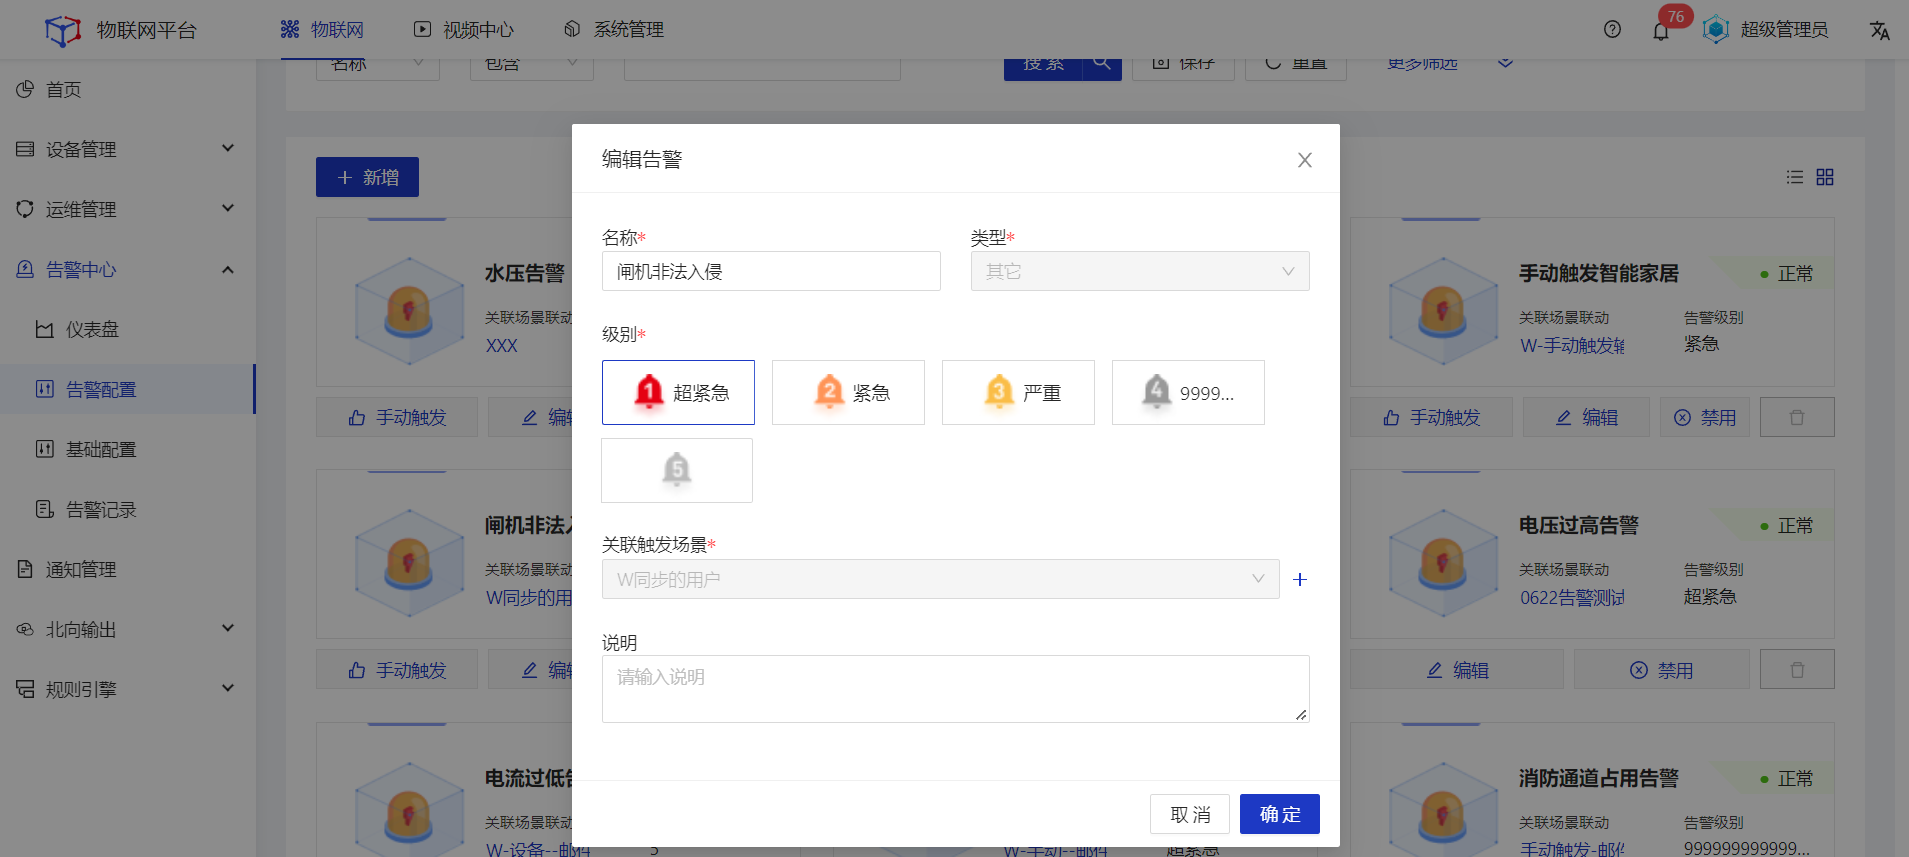 物联网平台
物联网
视频中心
系统管理
76
超级管理员
首页
设备管理
运维管理
告警中心
仪表盘
告警配置
基础配置
告警记录
通知管理
北向输出
规则引擎
名称
包含
搜索
保存
重置
更多筛选
新增
水压告警
关联场景联动
XXX
手动触发
编辑告警
名称*
闸机非法入侵
类型*
其它
级别*
1 超紧急
2 紧急
3 严重
4 9999...
5
关联触发场景*
W同步的用户
说明
请输入说明
取消
确定
手动触发智能家居
正常
关联场景联动
告警级别
W-手动触发输
紧急
手动触发
编辑
禁用
闸机非法入
关联场景联动
W同步的用
手动触发
电压过高告警
正常
关联场景联动
告警级别
0622告警测试
超紧急
编辑
禁用
电流过低告
关联场景联动
W-设备--邮件
5
W-手动--邮件
超紧急
消防通道占用告警
正常
关联场景联动
告警级别
手动触发-邮件
999999999999...